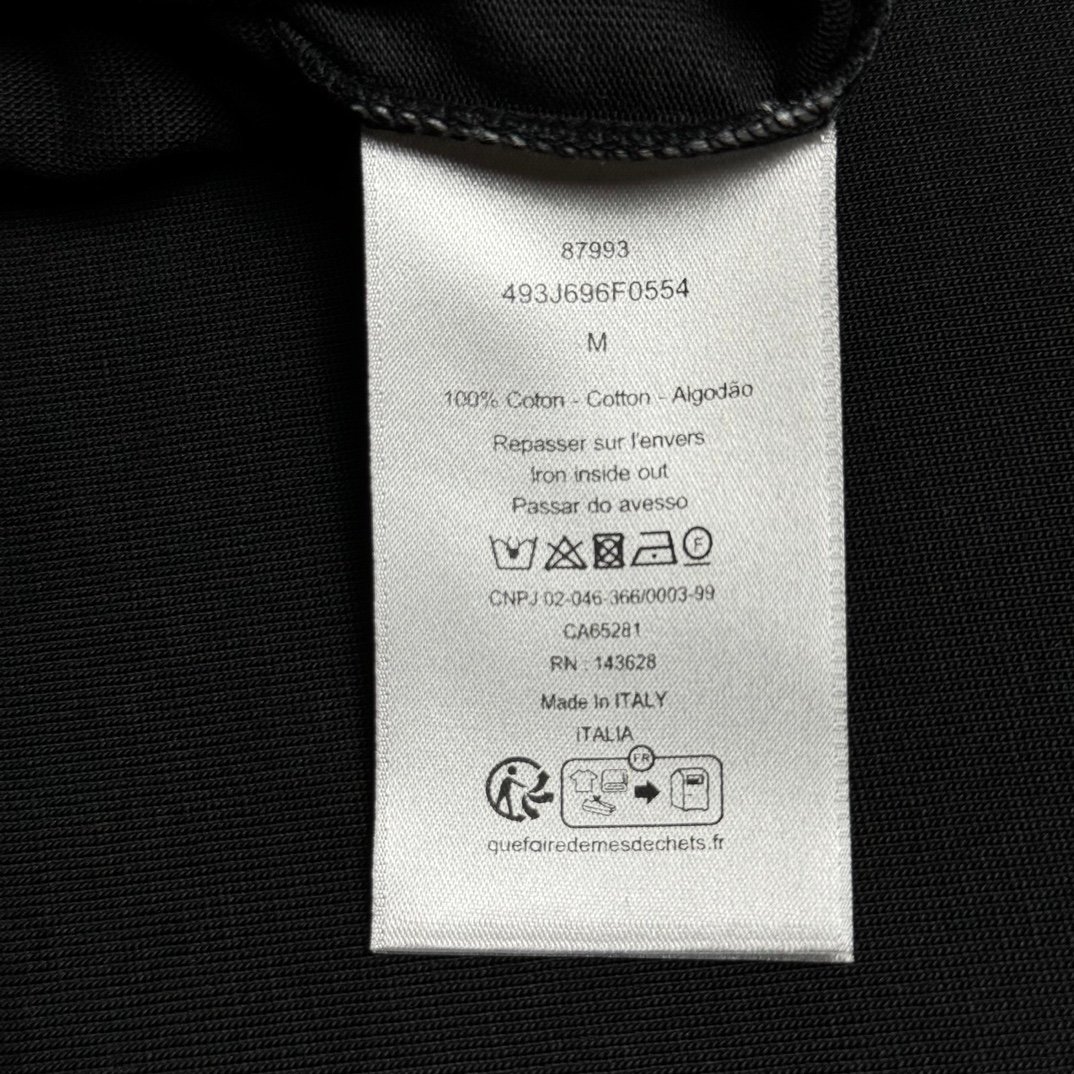 87993
493J696F0554
M
100% Coton - Cotton - Algodão
Repasser sur l'envers
Iron inside out
Passar do avesso
F
CNPJ 02-046-366/0003-99
CA65281
RN : 143628
Made In ITALY
ITALIA
FR
quefairedemesdechets.fr